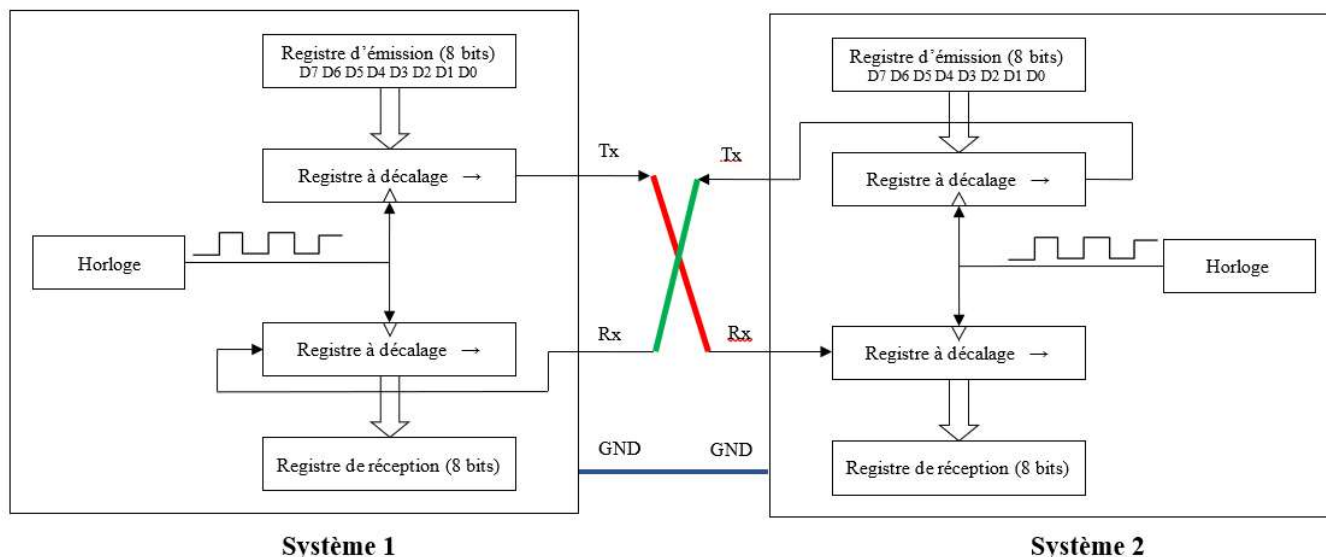 Registre d'émission (8 bits)
D7 D6 D5 D4 D3 D2 D1 D0
Registre à décalage →
Horloge
Registre à décalage →
Registre de réception (8 bits)
Tx
Tx
Rx
Rx
GND
GND
Registre d'émission (8 bits)
D7 D6 D5 D4 D3 D2 D1 D0
Registre à décalage →
Horloge
Registre à décalage →
Registre de réception (8 bits)
Système 1
Système 2